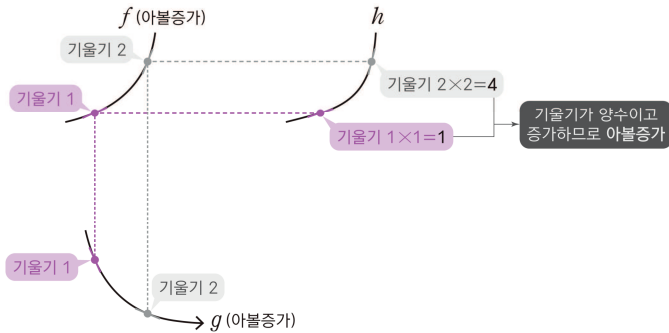 f (아볼증가)
h
기울기 2
기울기 2×2=4
기울기 1
기울기 1×1=1
기울기가 양수이고
증가하므로 아볼증가
기울기 1
기울기 2
g (아볼증가)